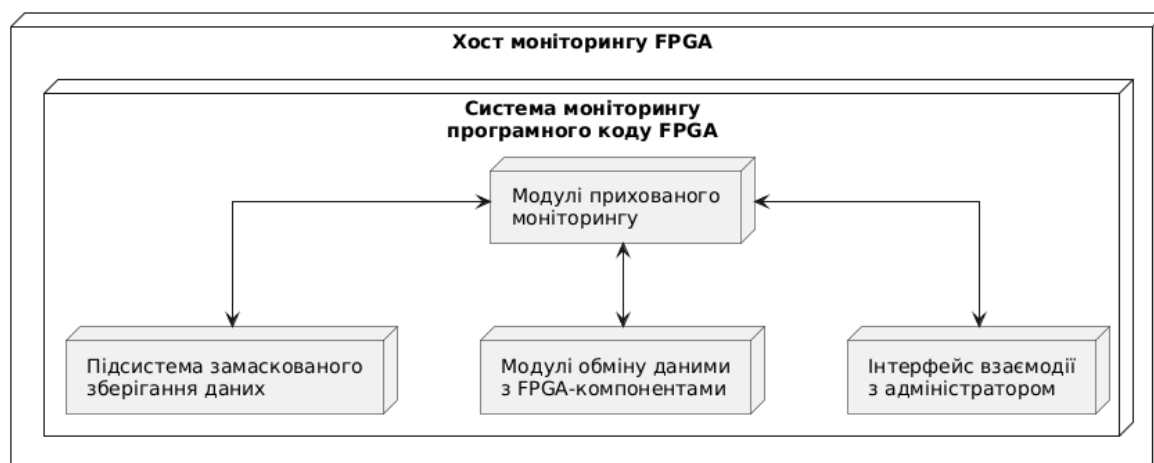 Хост моніторингу FPGA
Система моніторингу
програмного коду FPGA
Модулі прихованого
моніторингу
Підсистема замаскованого
зберігання даних
Модулі обміну даними
з FPGA-компонентами
Інтерфейс взаємодії
з адміністратором